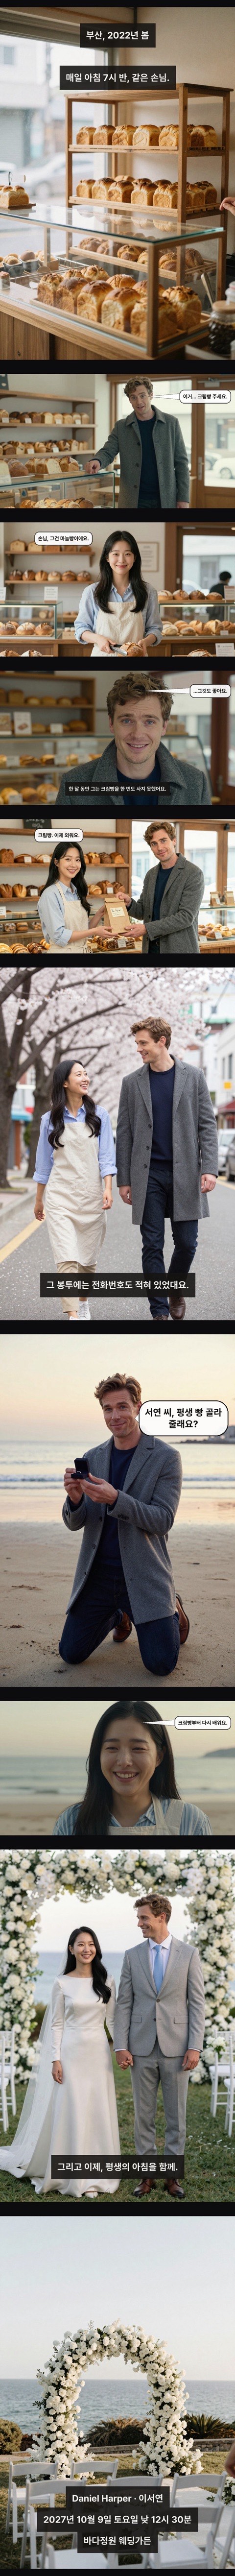 부산, 2022년 봄
매일 아침 7시 반, 같은 손님.
이거... 크림빵 주세요.
손님, 그건 마늘빵이에요.
...그것도 좋아요.
한 달 동안 그는 크림빵을 한 번도 사지 못했어요.
크림빵. 이제 외워요.
그 봉투에는 전화번호도 적혀 있었대요.
서연 씨, 평생 빵 골라
줄래요?
크림빵부터 다시 배워요.
그리고 이제, 평생의 아침을 함께.
Daniel Harper · 이서연
2027년 10월 9일 토요일 낮 12시 30분
바다정원 웨딩가든